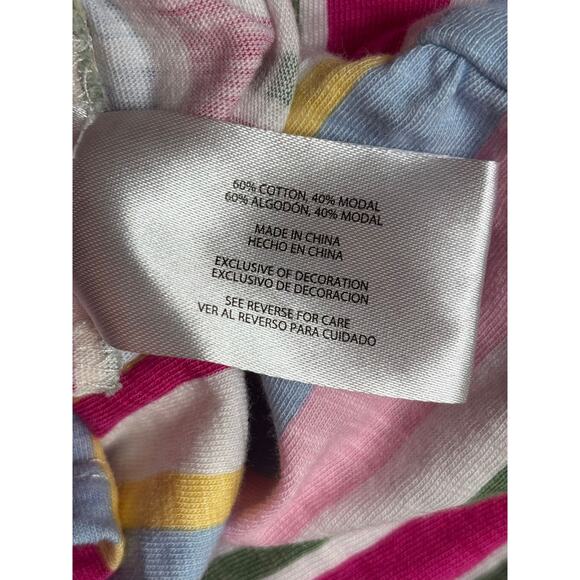 60% COTTON, 40% MODAL
60% ALGODÓN, 40% MODAL
MADE IN CHINA
HECHO EN CHINA
EXCLUSIVE OF DECORATION
EXCLUSIVO DE DECORACION
SEE REVERSE FOR CARE
VER AL REVERSO PARA CUIDADO